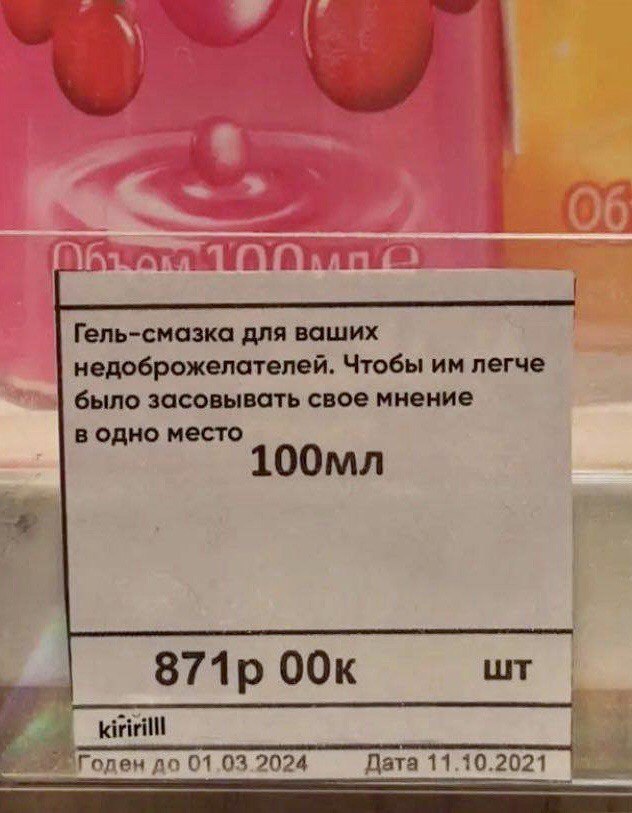 Об
Объем 100мл е
Гель-смазка для ваших
недоброжелателей. Чтобы им легче
было засовывать свое мнение
в одно место
100мл
871р 00к шт
kiririlll
Годен до 01.03.2024 Дата 11.10.2021